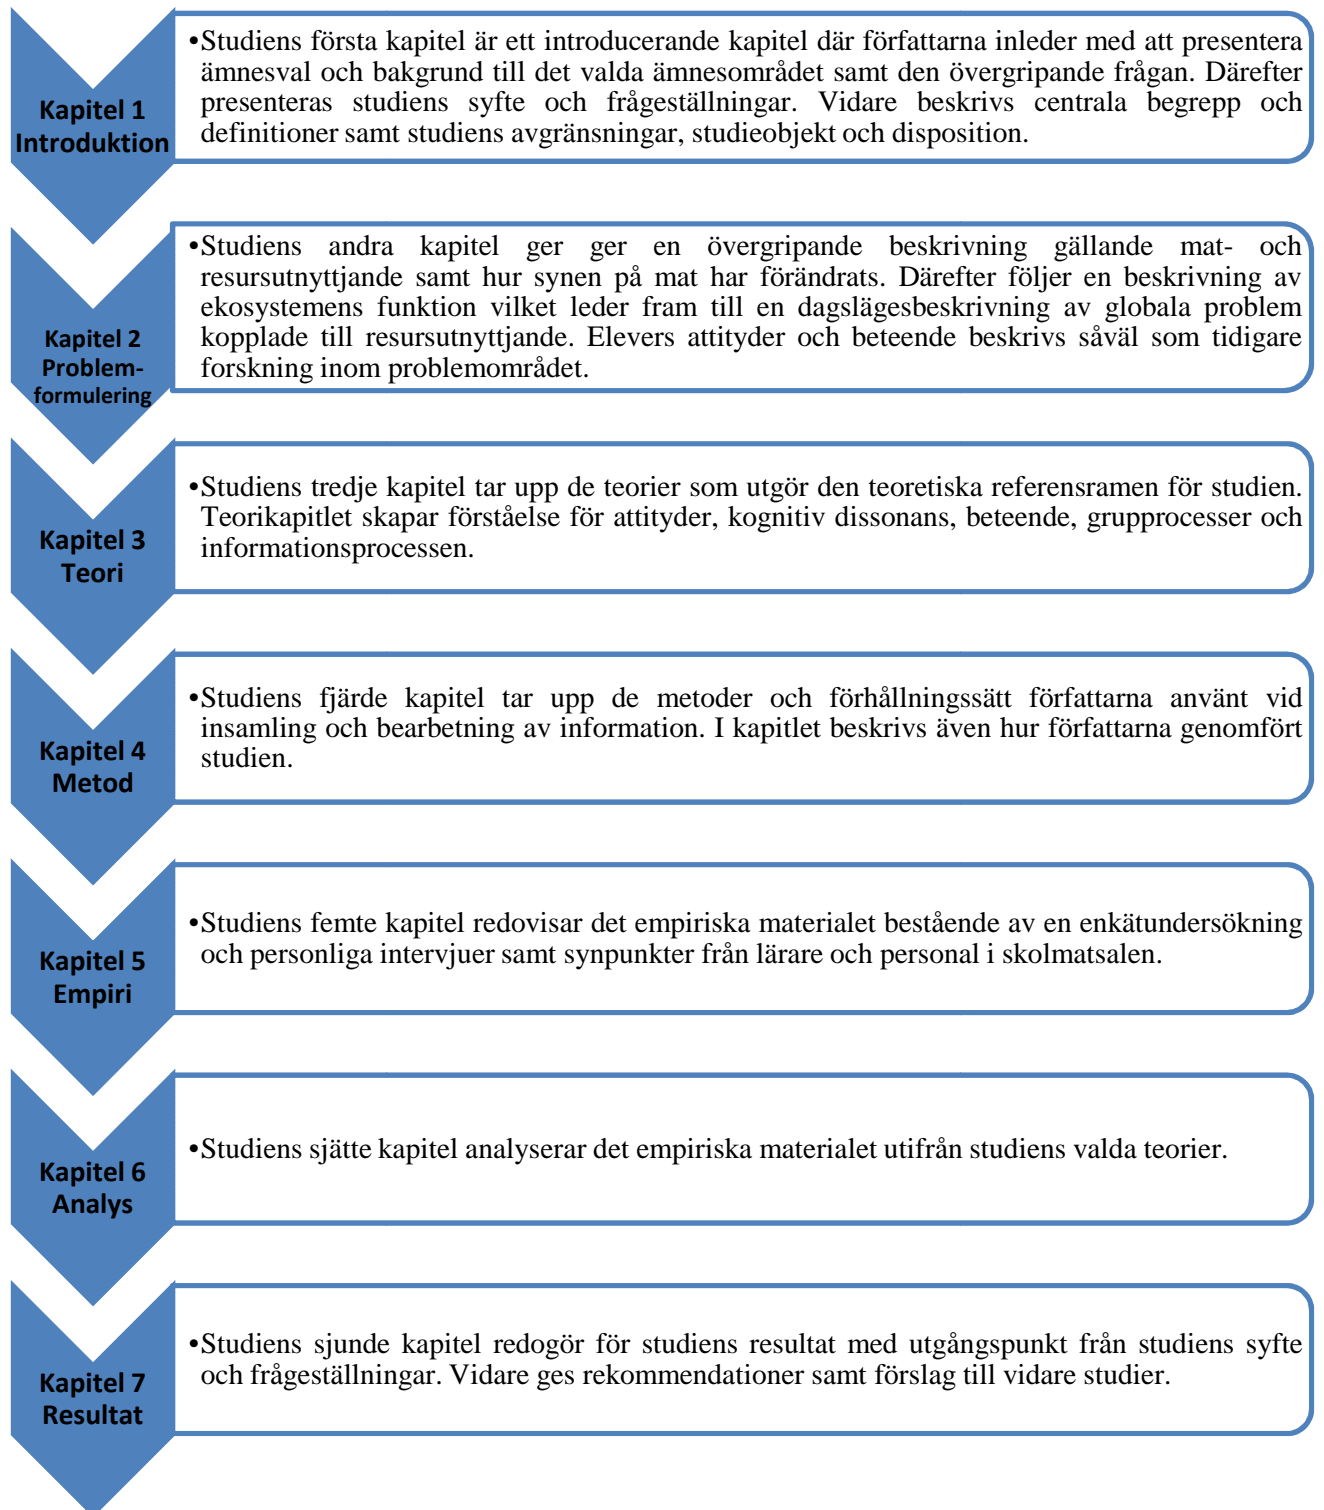 Kapitel 1
Introduktion
•Studiens första kapitel är ett introducerande kapitel där författarna inleder med att presentera
ämnesval och bakgrund till det valda ämnesområdet samt den övergripande frågan. Därefter
presenteras studiens syfte och frågeställningar. Vidare beskrivs centrala begrepp och
definitioner samt studiens avgränsningar, studieobjekt och disposition.
Kapitel 2
Problem-
formulering
•Studiens andra kapitel ger ger en övergripande beskrivning gällande mat- och
resursutnyttjande samt hur synen på mat har förändrats. Därefter följer en beskrivning av
ekosystemens funktion vilket leder fram till en dagslägesbeskrivning av globala problem
kopplade till resursutnyttjande. Elevers attityder och beteende beskrivs såväl som tidigare
forskning inom problemområdet.
Kapitel 3
Teori
•Studiens tredje kapitel tar upp de teorier som utgör den teoretiska referensramen för studien.
Teorikapitlet skapar förståelse för attityder, kognitiv dissonans, beteende, grupprocesser och
informationsprocessen.
Kapitel 4
Metod
•Studiens fjärde kapitel tar upp de metoder och förhållningssätt författarna använt vid
insamling och bearbetning av information. I kapitlet beskrivs även hur författarna genomfört
studien.
Kapitel 5
Empiri
•Studiens femte kapitel redovisar det empiriska materialet bestående av en enkätundersökning
och personliga intervjuer samt synpunkter från lärare och personal i skolmatsalen.
Kapitel 6
Analys
•Studiens sjätte kapitel analyserar det empiriska materialet utifrån studiens valda teorier.
Kapitel 7
Resultat
•Studiens sjunde kapitel redogör för studiens resultat med utgångspunkt från studiens syfte
och frågeställningar. Vidare ges rekommendationer samt förslag till vidare studier.